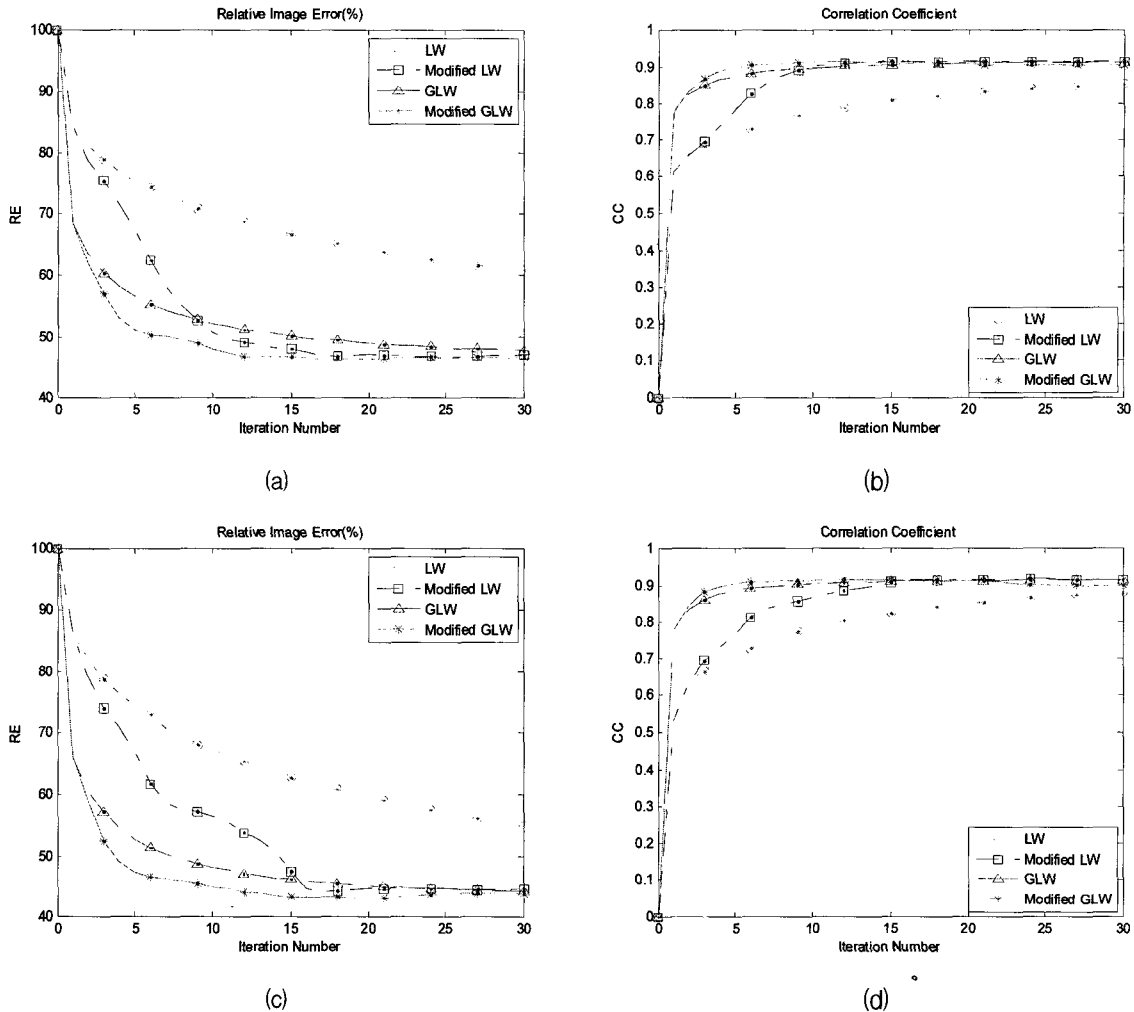 Relative Image Error(%)
100
90
80
70
60
50
40
RE
0 5 10 15 20 25 30
Iteration Number
LW
Modified LW
GLW
Modified GLW
(a)
Correlation Coefficient
1
0.9
0.8
0.7
0.6
0.5
0.4
0.3
0.2
0.1
0
CC
0 5 10 15 20 25 30
Iteration Number
LW
Modified LW
GLW
Modified GLW
(b)
Relative Image Error(%)
100
90
80
70
60
50
40
RE
0 5 10 15 20 25 30
Iteration Number
LW
Modified LW
GLW
Modified GLW
(c)
Correlation Coefficient
1
0.9
0.8
0.7
0.6
0.5
0.4
0.3
0.2
0.1
0
CC
0 5 10 15 20 25 30
Iteration Number
LW
Modified LW
GLW
Modified GLW
(d)